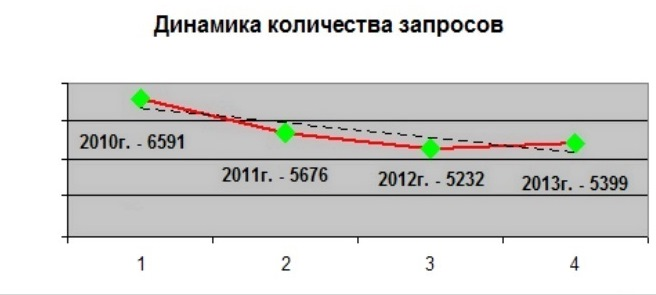 Динамика количества запросов
2010г. - 6591
2011г. - 5676
2012г. - 5232
2013г. - 5399
1 2 3 4